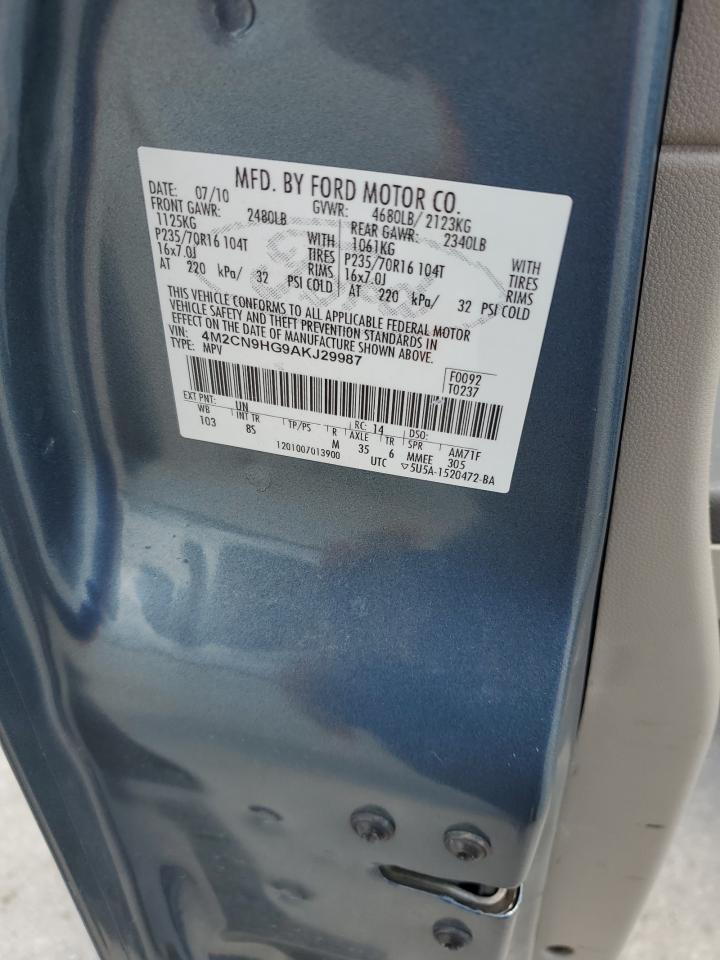 MFD. BY FORD MOTOR CO.
DATE: 07/10 GVWR: 4680LB/ 2123KG
FRONT GAWR: 2480LB REAR GAWR: 2340LB
1125KG WITH 1061KG WITH
P235/70R16 104T TIRES P235/70R16 104T TIRES
16x7.0J RIMS 16x7.0J RIMS
AT 220 kPa/ 32 PSI COLD AT 220 kPa/ 32 PSI COLD
THIS VEHICLE CONFORMS TO ALL APPLICABLE FEDERAL MOTOR
VEHICLE SAFETY AND THEFT PREVENTION STANDARDS IN
EFFECT ON THE DATE OF MANUFACTURE SHOWN ABOVE.
VIN: 4M2CN9HG9AKJ29987
TYPE: MPV
F0092
T0237
EXT PNT: UN RC: 14 DSO:
WB INT TR TP/PS R AXLE TR SPR AM71F
103 8S M 35 6 MMEE 305
1201007013900 UTC ▽5U5A-1520472-BA
Ford